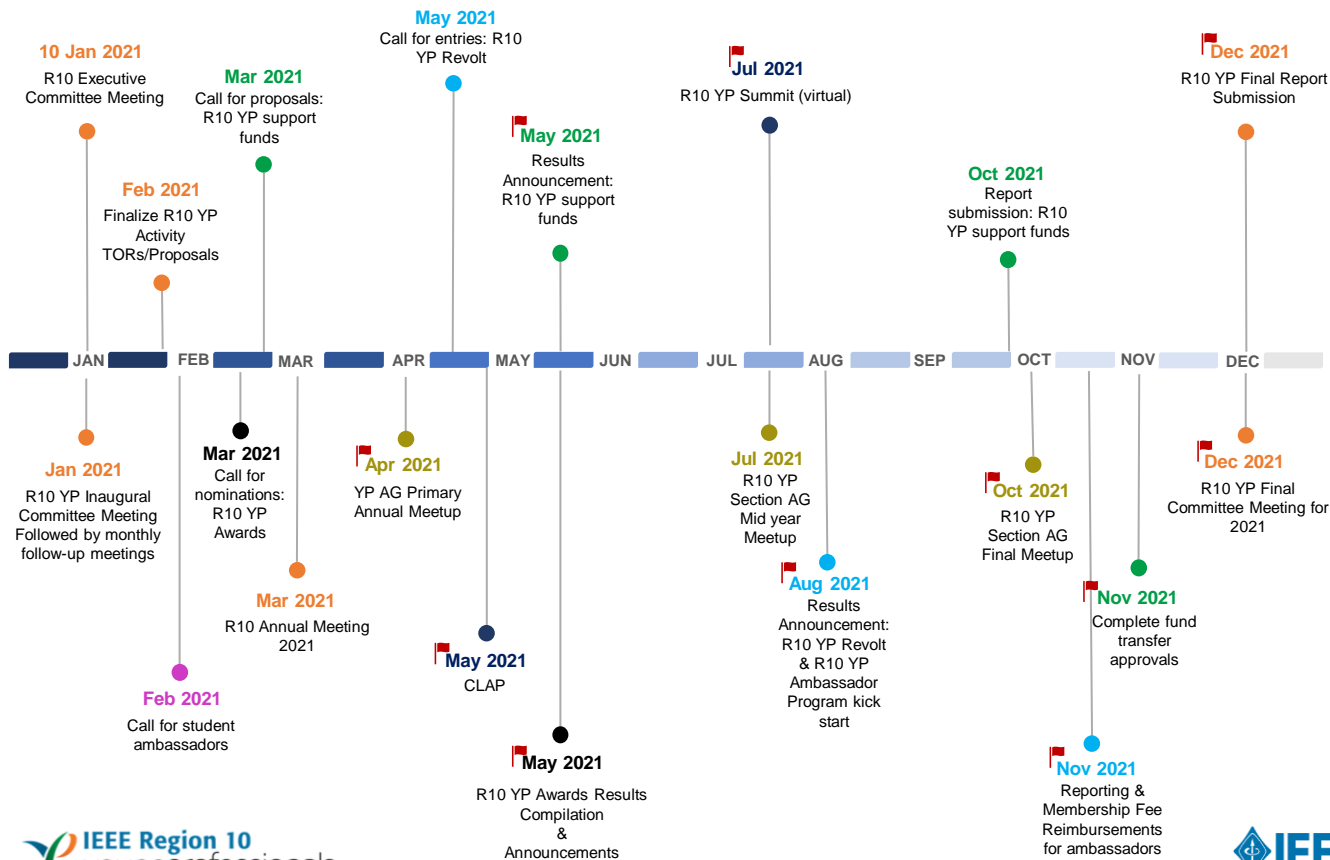 10 Jan 2021
R10 Executive
Committee Meeting
Feb 2021
Finalize R10 YP
Activity
TORs/Proposals
Mar 2021
Call for proposals:
R10 YP support
funds
May 2021
Call for entries: R10
YP Revolt
May 2021
Results
Announcement:
R10 YP support
funds
Jul 2021
R10 YP Summit (virtual)
Oct 2021
Report
submission: R10
YP support funds
Dec 2021
R10 YP Final Report
Submission
JAN FEB MAR APR MAY JUN JUL AUG SEP OCT NOV DEC
Jan 2021
R10 YP Inaugural
Committee Meeting
Followed by monthly
follow-up meetings
Feb 2021
Call for student
ambassadors
Mar 2021
Call for
nominations:
R10 YP
Awards
Mar 2021
R10 Annual Meeting
2021
Apr 2021
YP AG Primary
Annual Meetup
May 2021
CLAP
May 2021
R10 YP Awards Results
Compilation
&
Announcements
Jul 2021
R10 YP
Section AG
Mid year
Meetup
Aug 2021
Results
Announcement:
R10 YP Revolt
& R10 YP
Ambassador
Program kick
start
Oct 2021
R10 YP
Section AG
Final Meetup
Nov 2021
Reporting &
Membership Fee
Reimbursements
for ambassadors
Nov 2021
Complete fund
transfer
approvals
Dec 2021
R10 YP Final
Committee Meeting for
2021
IEEE Region 10